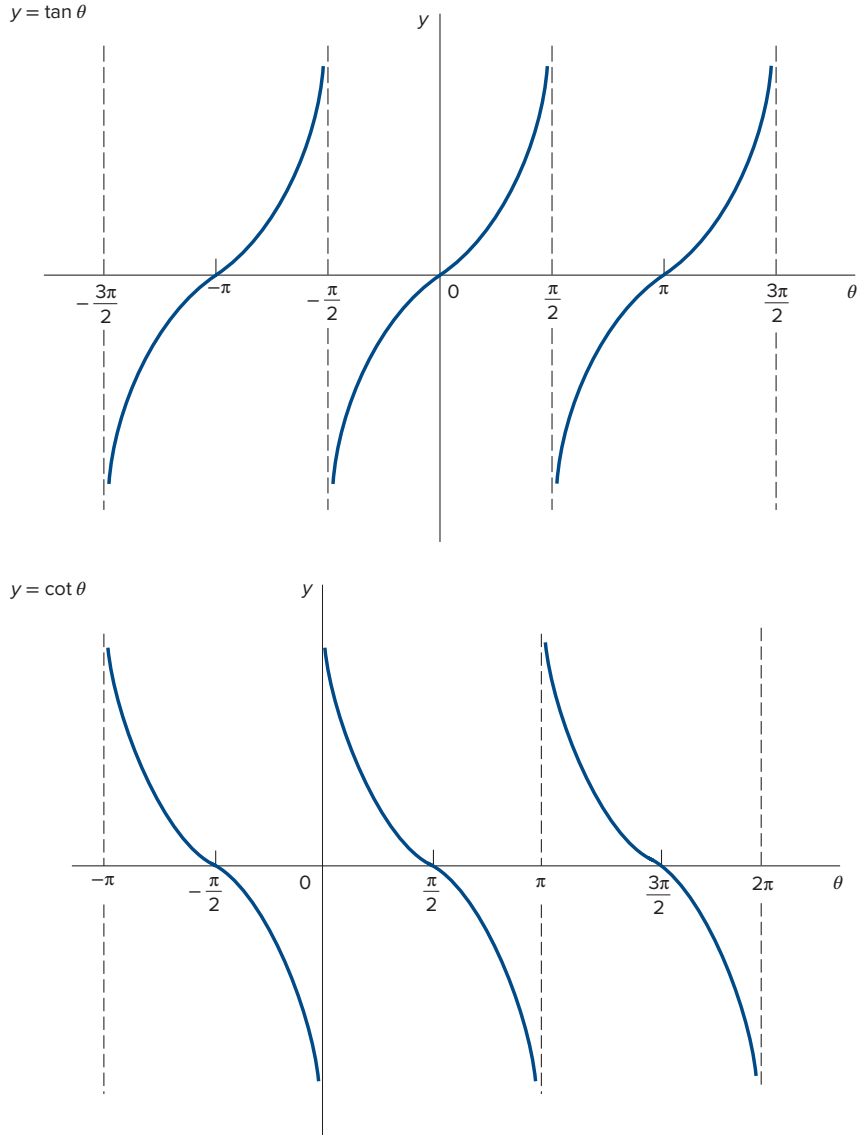 y = tan θ
y
−3π/2 −π −π/2 0 π/2 π 3π/2 θ
y = cot θ
y
−π −π/2 0 π/2 π 3π/2 2π θ